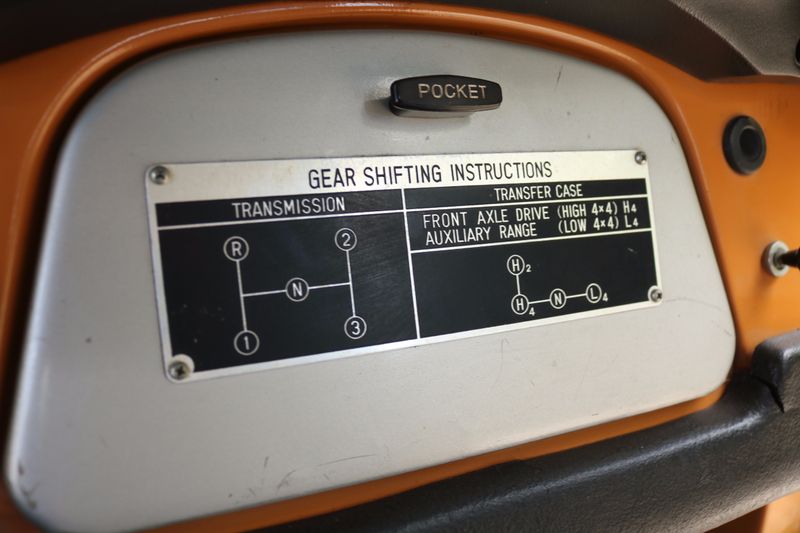 POCKET
GEAR SHIFTING INSTRUCTIONS
TRANSMISSION
R 2
N
1 3
TRANSFER CASE
FRONT AXLE DRIVE (HIGH 4×4) H4
AUXILIARY RANGE (LOW 4×4) L4
H2
H4 N L4